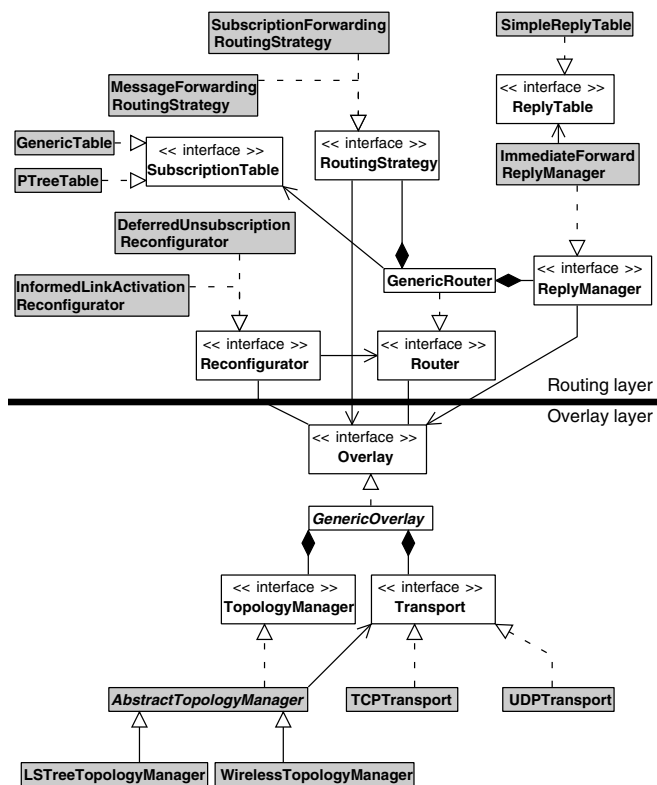 SubscriptionForwarding
RoutingStrategy
SimpleReplyTable
MessageForwarding
RoutingStrategy
<< interface >>
ReplyTable
GenericTable
<< interface >>
SubscriptionTable
<< interface >>
RoutingStrategy
ImmediateForward
ReplyManager
PTreeTable
DeferredUnsubscription
Reconfigurator
InformedLinkActivation
Reconfigurator
GenericRouter
<< interface >>
ReplyManager
<< interface >>
Reconfigurator
<< interface >>
Router
Routing layer
Overlay layer
<< interface >>
Overlay
GenericOverlay
<< interface >>
TopologyManager
<< interface >>
Transport
AbstractTopologyManager
TCPTransport
UDPTransport
LSTreeTopologyManager
WirelessTopologyManager